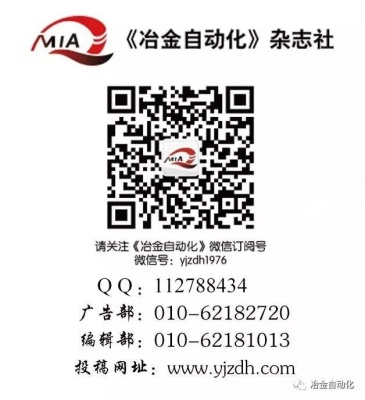 MIA 《冶金自动化》杂志社
MIA
请关注《冶金自动化》微信订阅号
微信号：yjzdh1976
QQ：112788434
广告部：010-62182720
编辑部：010-62181013
投稿网址：www.yjzdh.com
冶金自动化